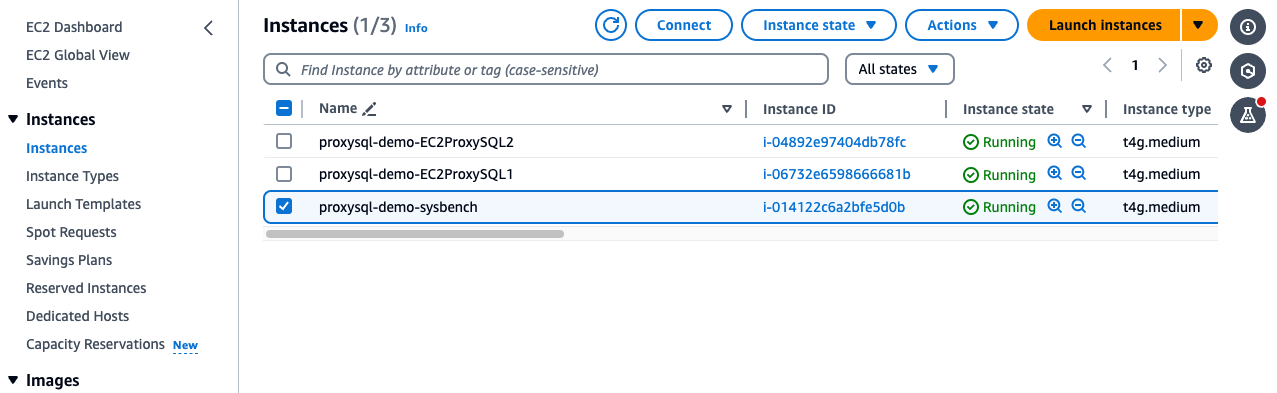 EC2 Dashboard
EC2 Global View
Events
Instances
Instances
Instance Types
Launch Templates
Spot Requests
Savings Plans
Reserved Instances
Dedicated Hosts
Capacity Reservations New
Images
Instances (1/3) Info
Connect
Instance state
Actions
Launch instances
Find Instance by attribute or tag (case-sensitive)
All states
1
Name Instance ID Instance state Instance type
proxysql-demo-EC2ProxySQL2 i-04892e97404db78fc Running t4g.medium
proxysql-demo-EC2ProxySQL1 i-06732e6598666681b Running t4g.medium
proxysql-demo-sysbench i-014122c6a2bfe5d0b Running t4g.medium